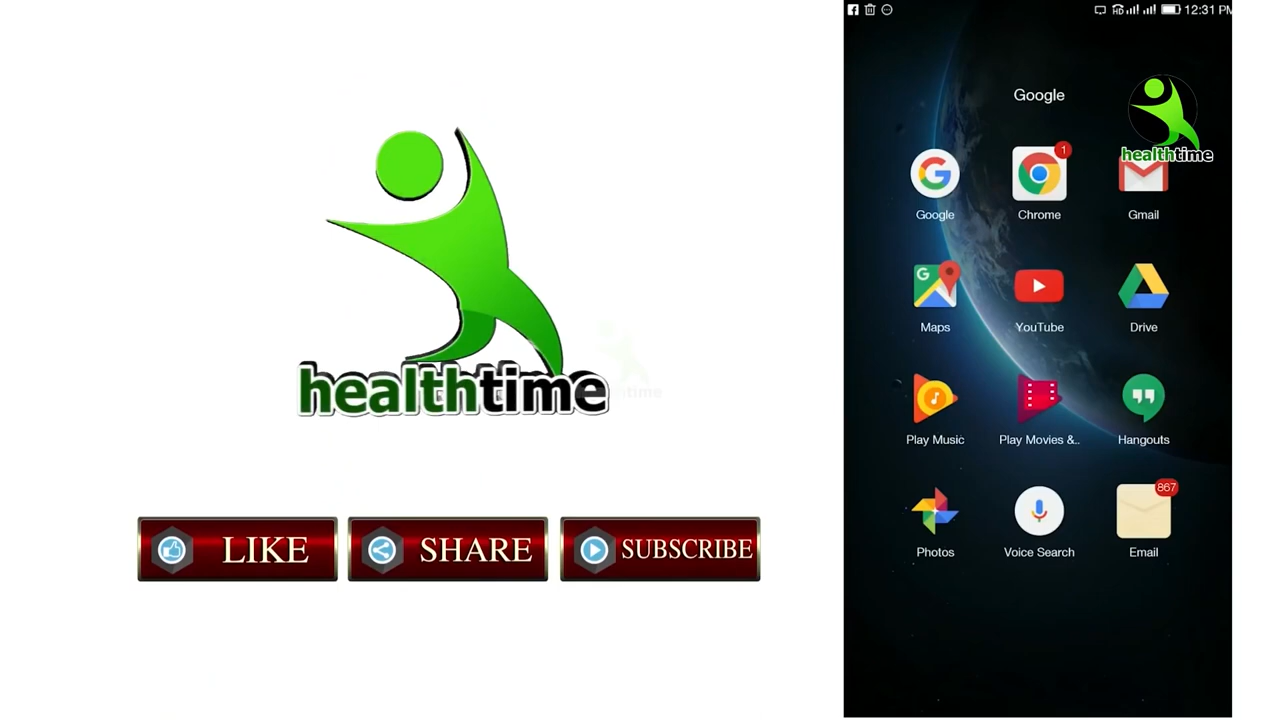 healthtime
LIKE
SHARE
SUBSCRIBE
HD
12:31 PM
Google
healthtime
1
Google
Chrome
Gmail
G
Maps
YouTube
Drive
Play Music
Play Movies &..
Hangouts
867
Photos
Voice Search
Email